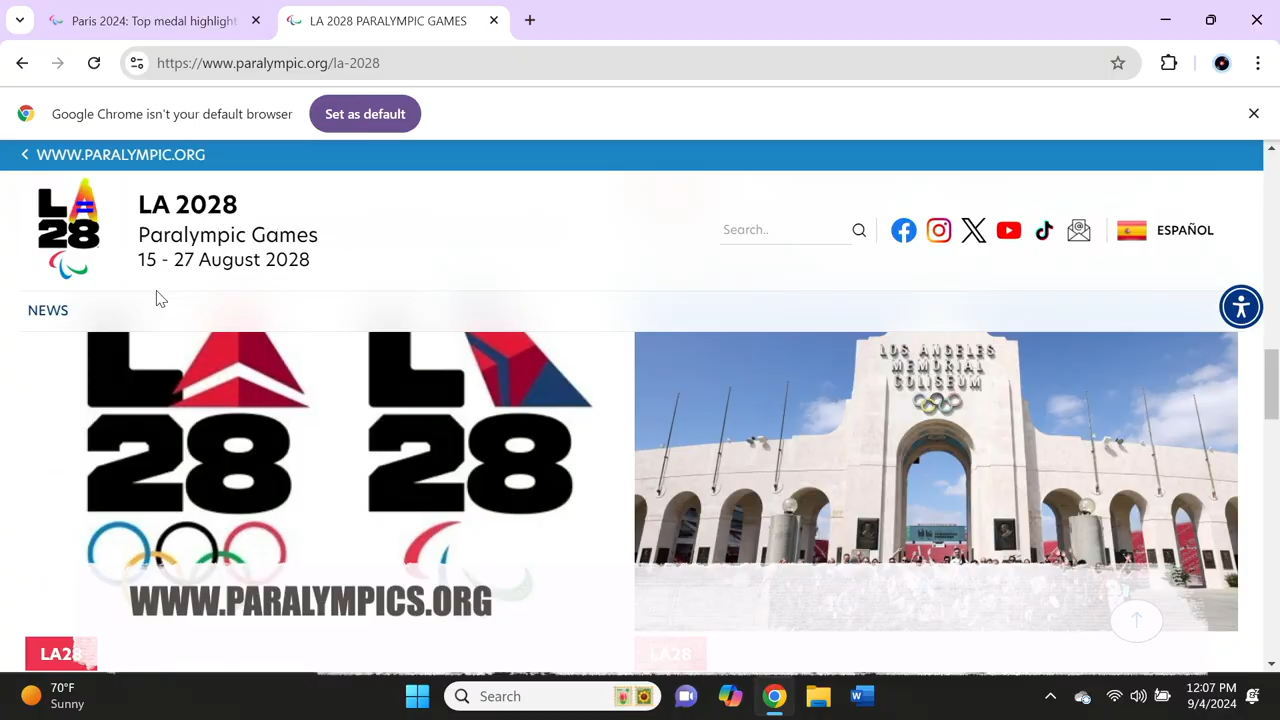 Paris 2024: Top medal highlight
LA 2028 PARALYMPIC GAMES
https://www.paralympic.org/la-2028
Google Chrome isn't your default browser
Set as default
WWW.PARALYMPIC.ORG
LA
28
LA 2028
Paralympic Games
15 - 27 August 2028
Search..
ESPAÑOL
NEWS
LA
28
LA
28
LOS ANGELES
MEMORIAL
COLISEUM
WWW.PARALYMPICS.ORG
LA28
LA28
70°F
Sunny
Search
12:07 PM
9/4/2024